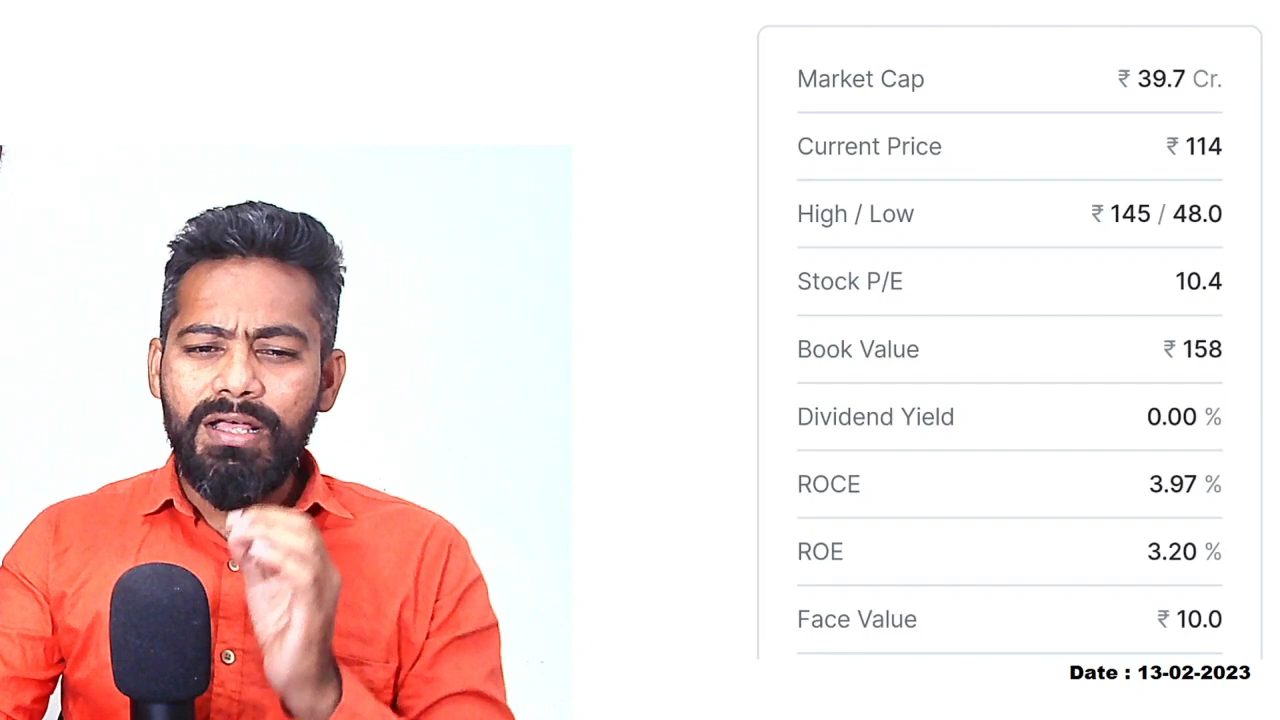 Market Cap ₹ 39.7 Cr.
Current Price ₹ 114
High / Low ₹ 145 / 48.0
Stock P/E 10.4
Book Value ₹ 158
Dividend Yield 0.00 %
ROCE 3.97 %
ROE 3.20 %
Face Value ₹ 10.0
Date : 13-02-2023